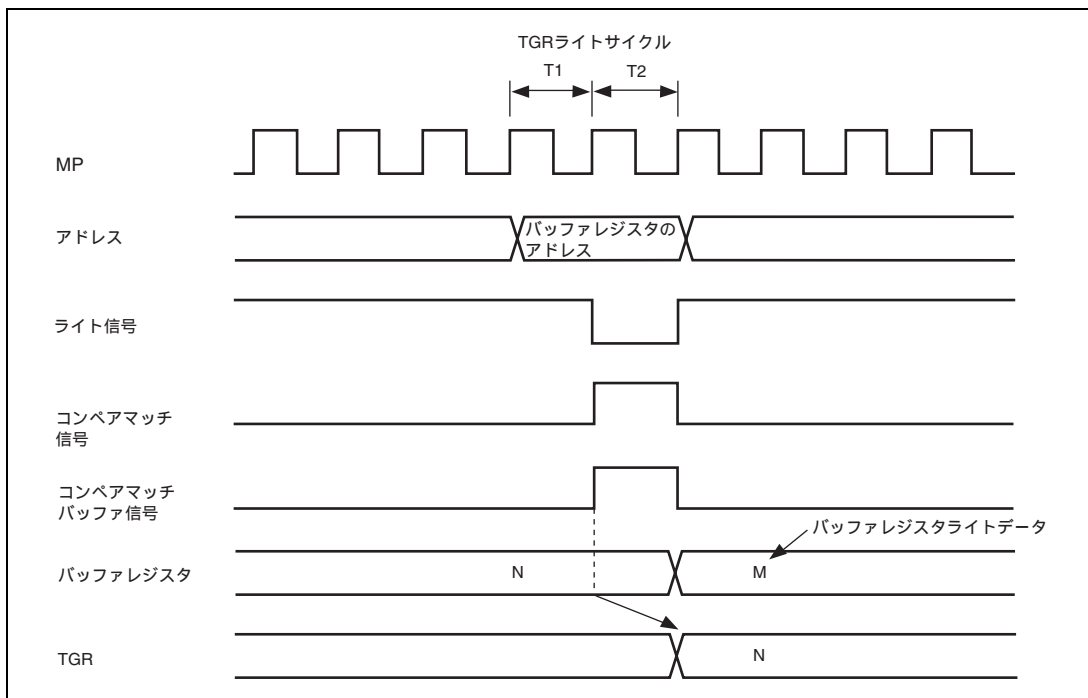 TGRライトサイクル
T1
T2
MP
アドレス
バッファレジスタの
アドレス
ライト信号
コンペアマッチ
信号
コンペアマッチ
バッファ信号
バッファレジスタライトデータ
バッファレジスタ
N
M
TGR
N